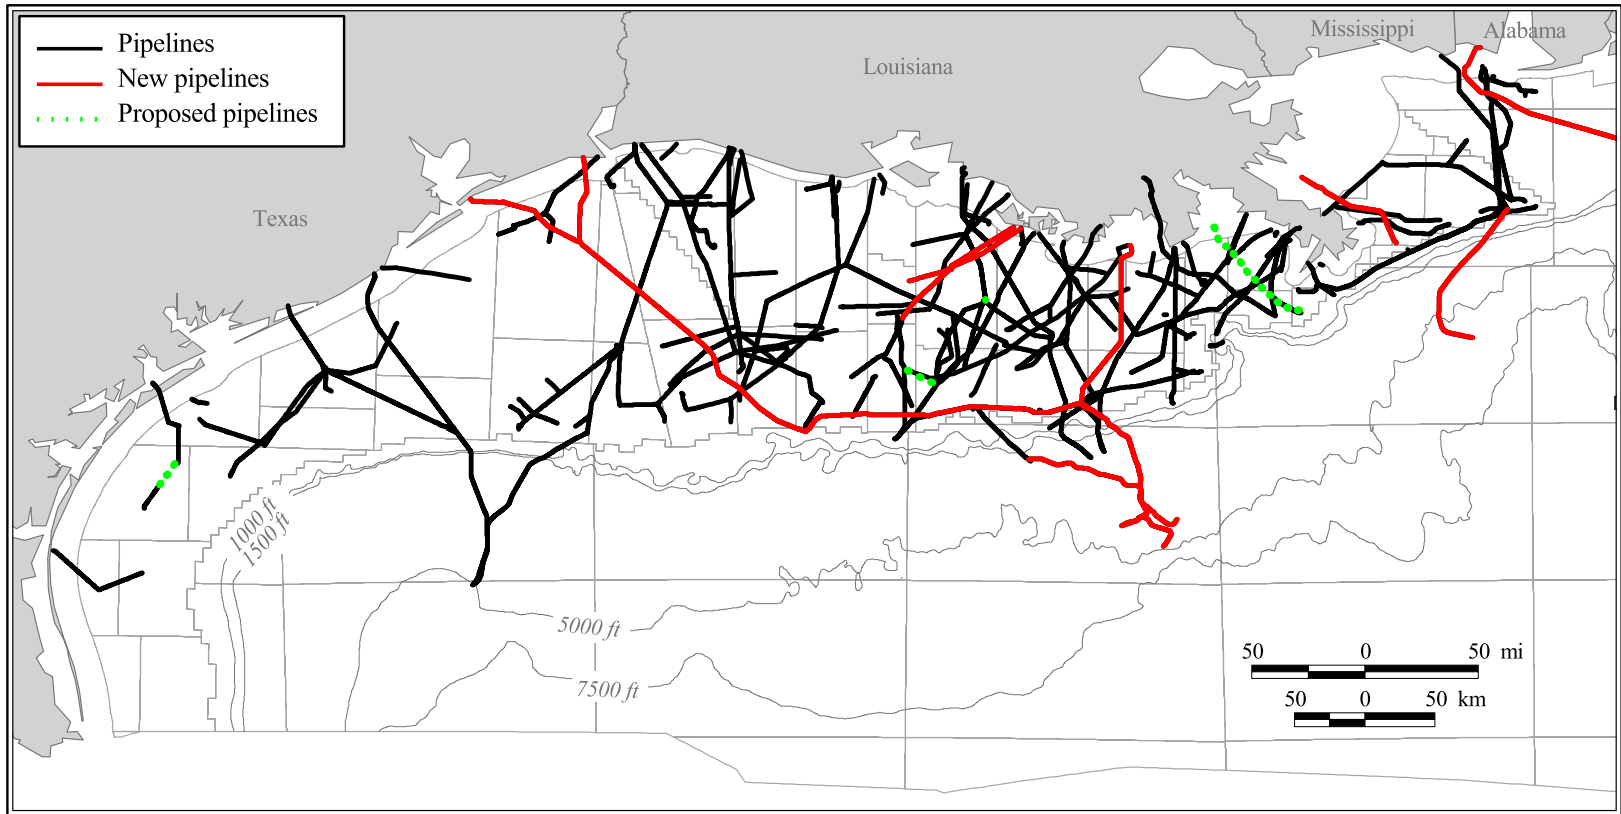 Pipelines
New pipelines
Proposed pipelines
Mississippi
Alabama
Louisiana
Texas
1000 ft
1500 ft
5000 ft
7500 ft
50 0 50 mi
50 0 50 km